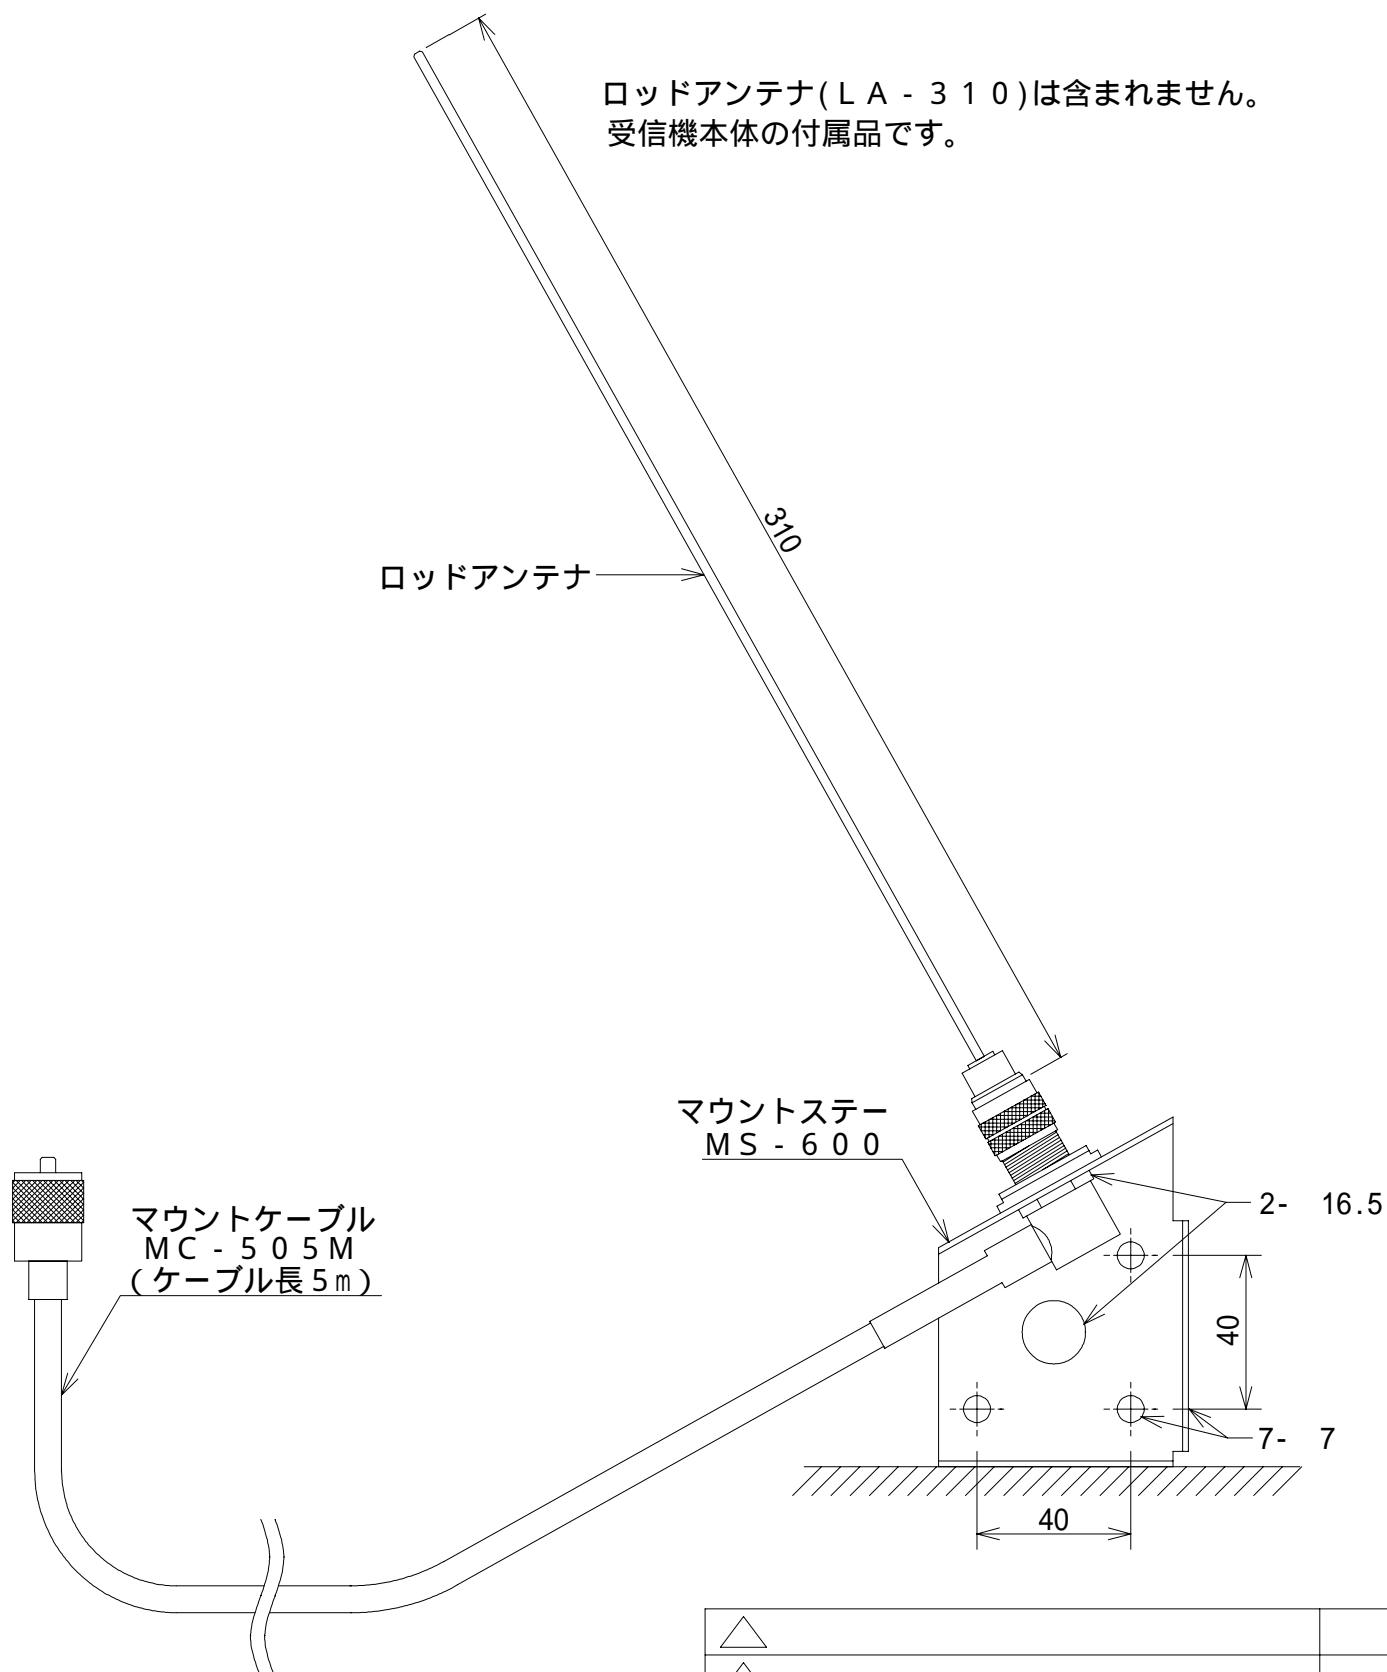 ロッドアンテナ(LA-310)は含まれません。
受信機本体の付属品です。
310
ロッドアンテナ
マウントステー
MS-600
2- 16.5
マウントケーブル
MC-505M
(ケーブル長5m)
40
7- 7
40